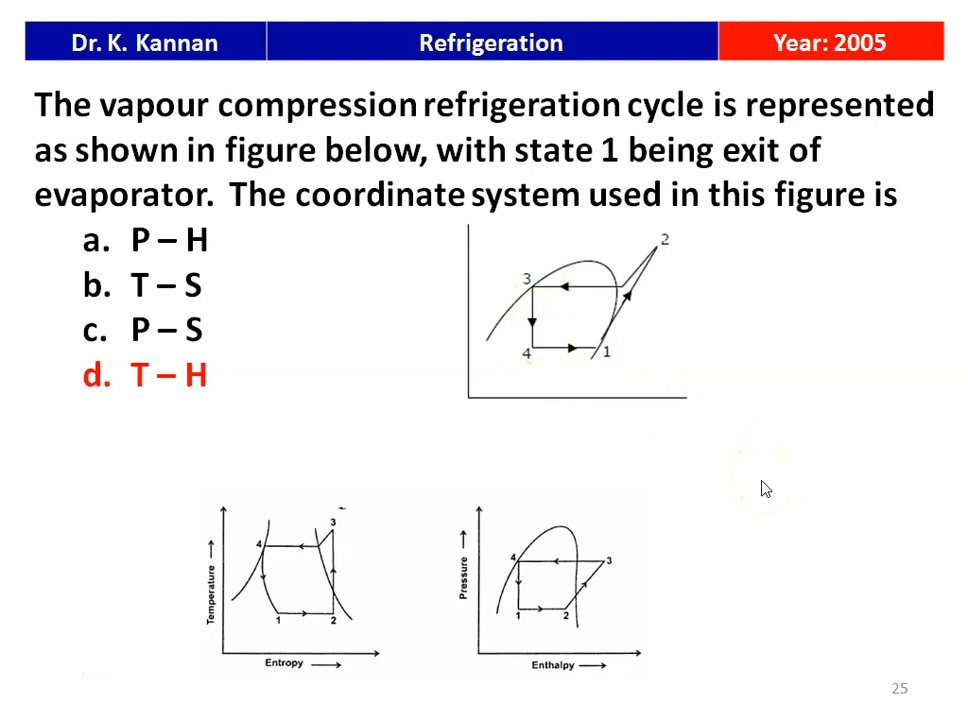 Dr. K. Kannan
Refrigeration
Year: 2005
The vapour compression refrigeration cycle is represented
as shown in figure below, with state 1 being exit of
evaporator. The coordinate system used in this figure is
a. P – H
b. T – S
c. P – S
d. T – H
2
3
4
1
3
4
1
2
Temperature
Entropy
4
3
1
2
Pressure
Enthalpy
25